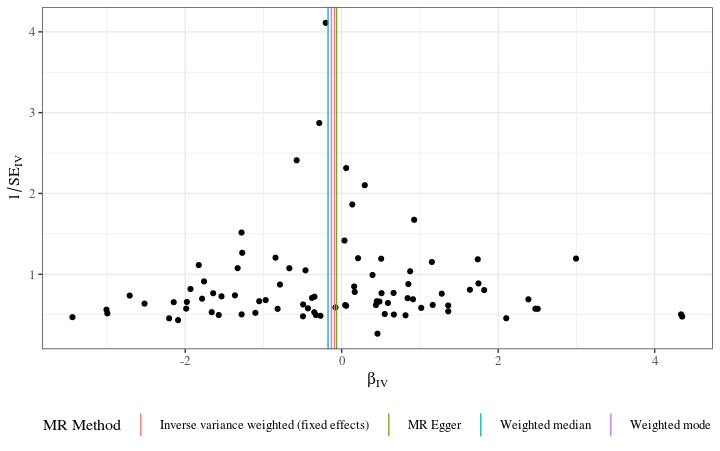 4
3
2
1
1/SE_IV
-2
0
2
4
β_IV
MR Method
Inverse variance weighted (fixed effects)
MR Egger
Weighted median
Weighted mode